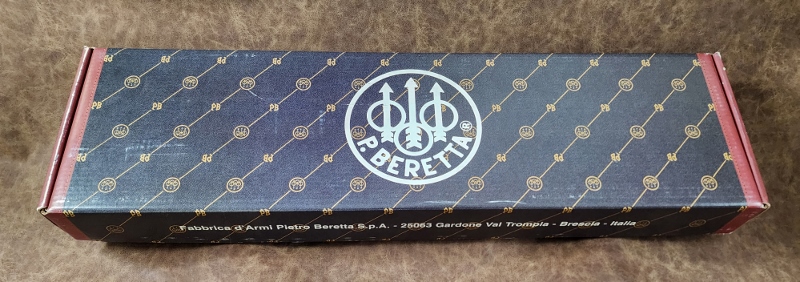 P. BERETTA®
Fabbrica d'Armi Pietro Beretta S.p.A. - 25063 Gardone Val Trompia - Brescia - Italia